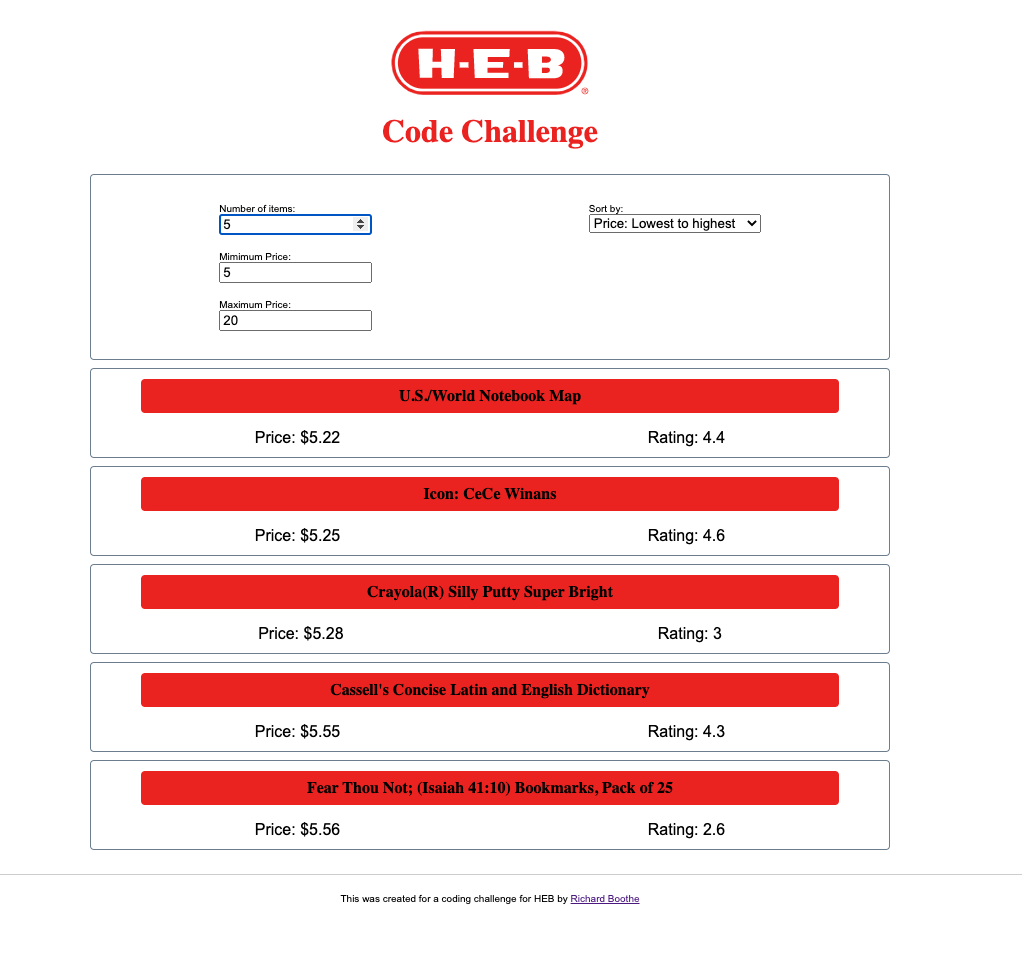 H-E-B
®
Code Challenge
Number of items:
5
Sort by:
Price: Lowest to highest
Mimimum Price:
5
Maximum Price:
20
U.S./World Notebook Map
Price: $5.22 Rating: 4.4
Icon: CeCe Winans
Price: $5.25 Rating: 4.6
Crayola(R) Silly Putty Super Bright
Price: $5.28 Rating: 3
Cassell's Concise Latin and English Dictionary
Price: $5.55 Rating: 4.3
Fear Thou Not; (Isaiah 41:10) Bookmarks, Pack of 25
Price: $5.56 Rating: 2.6
This was created for a coding challenge for HEB by Richard Boothe